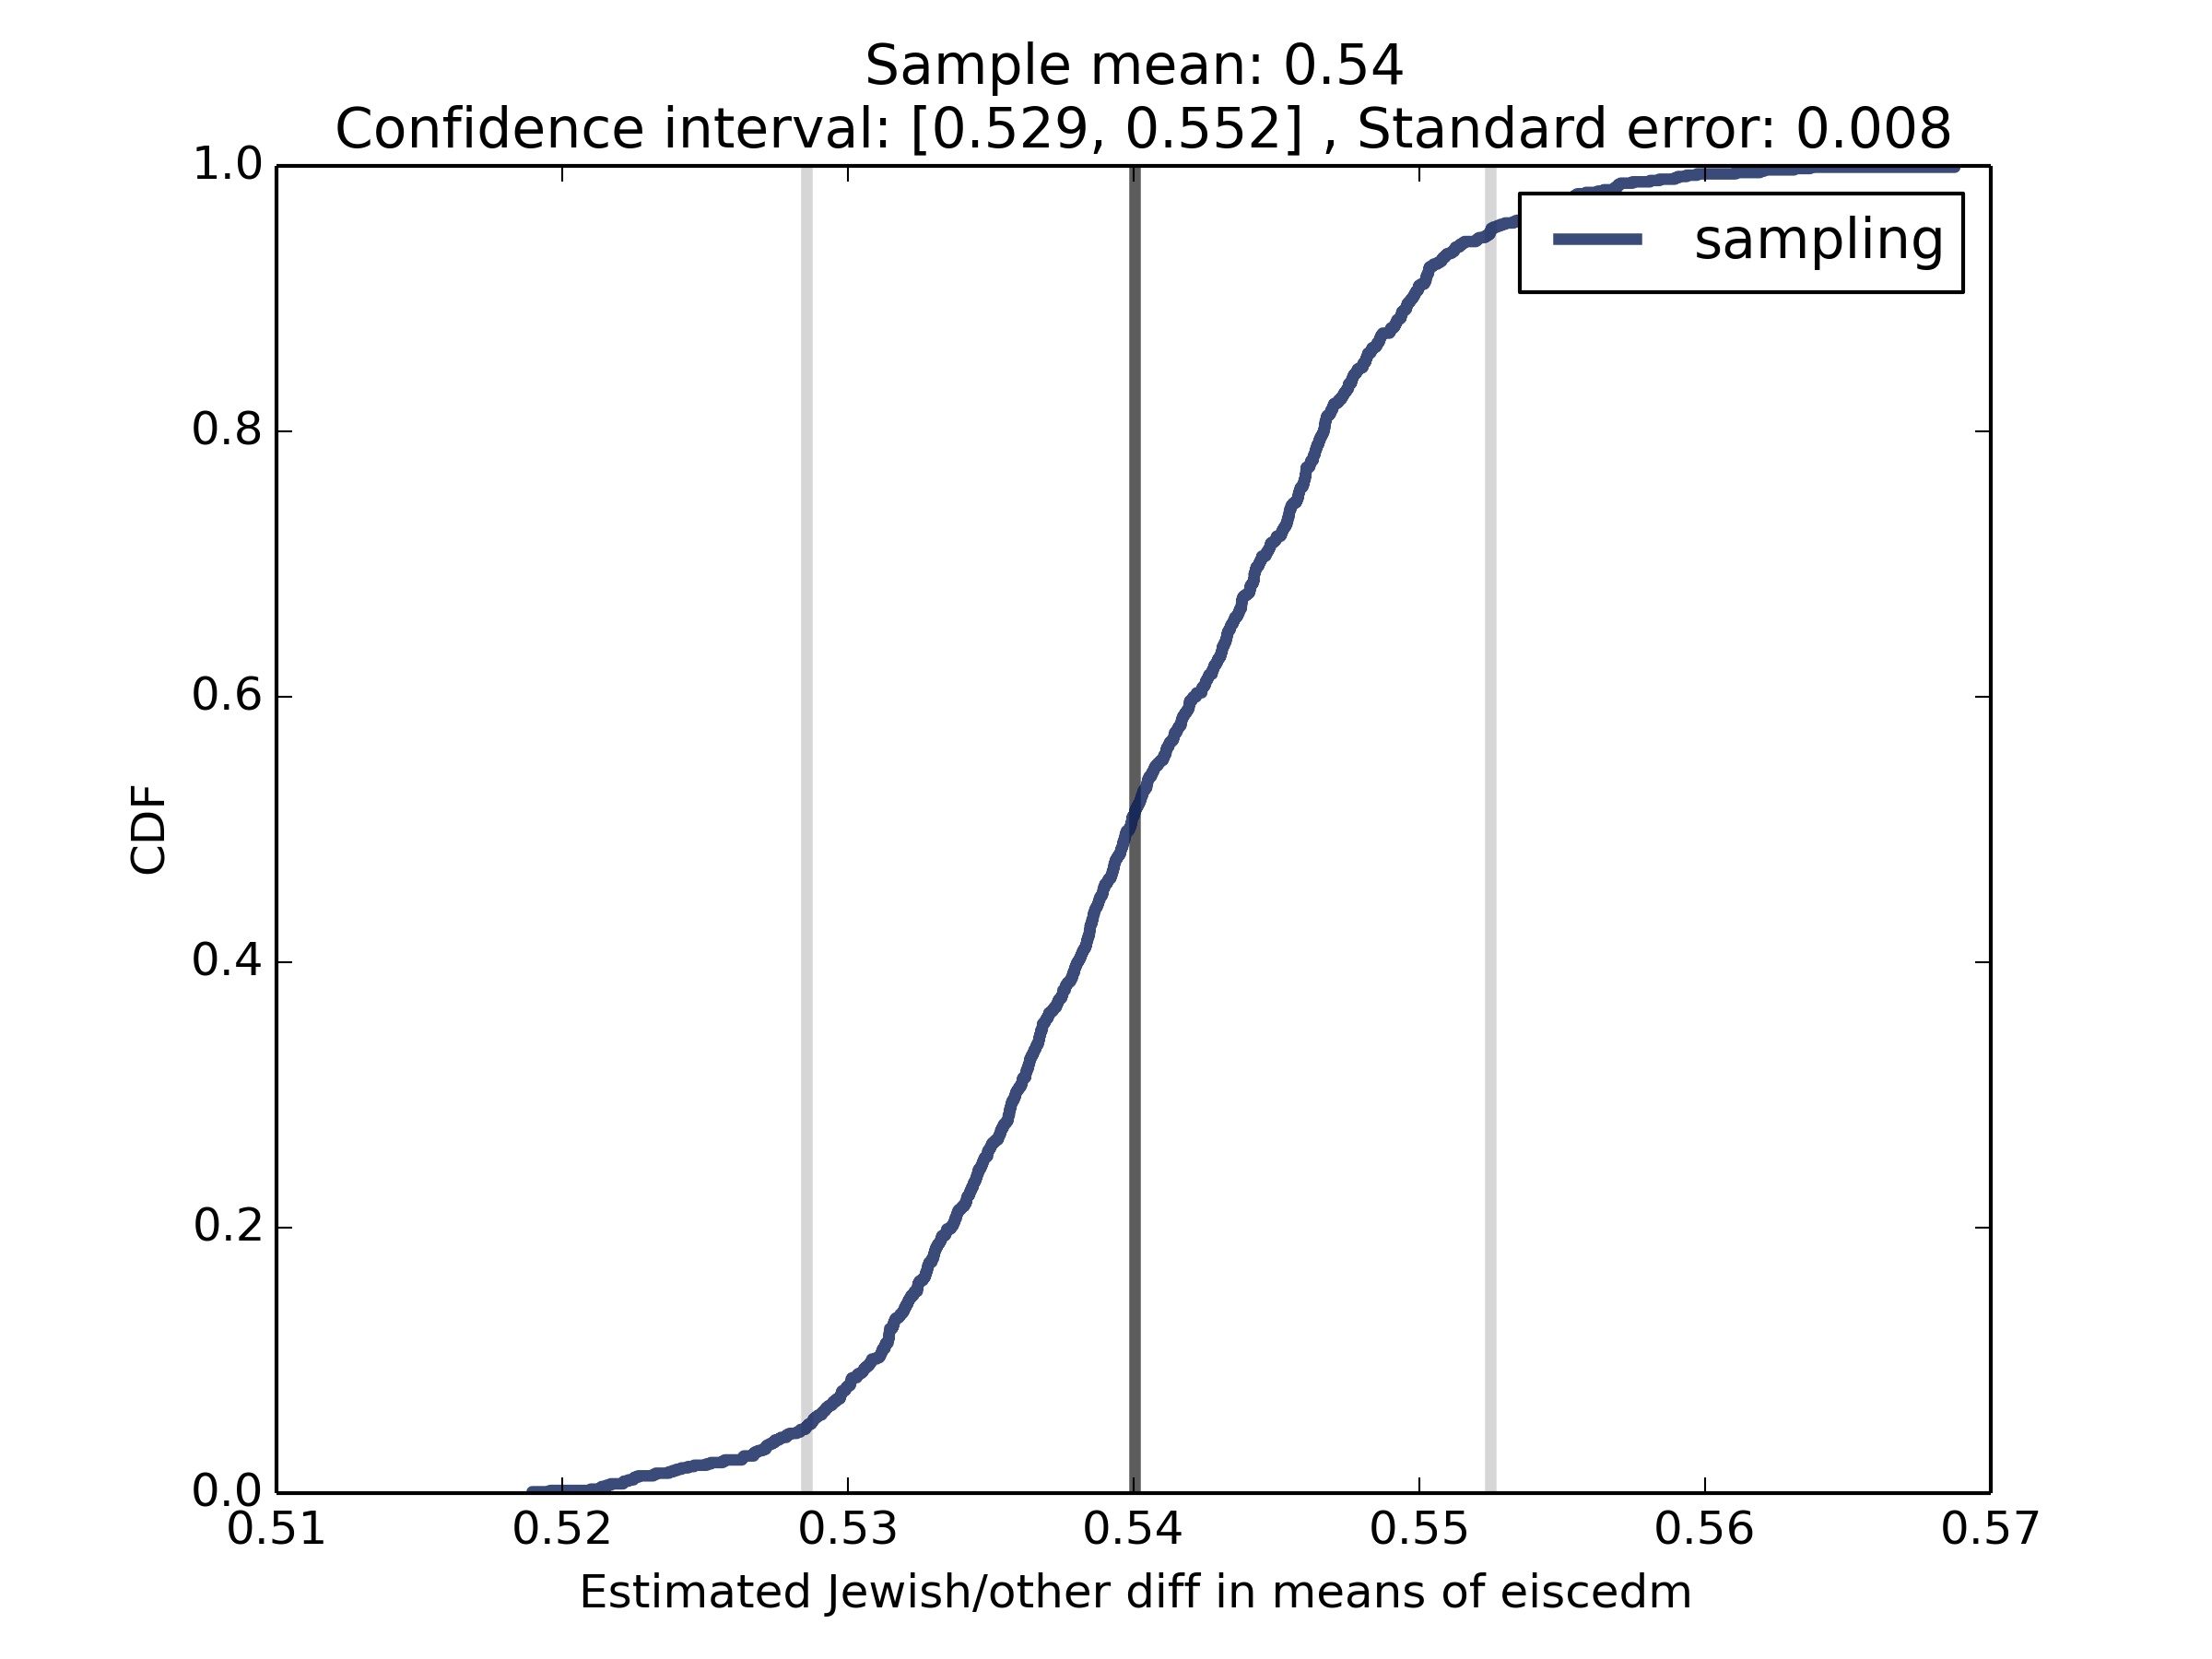 Sample mean: 0.54
Confidence interval: [0.529, 0.552] , Standard error: 0.008
1.0
sampling
0.8
0.6
CDF
0.4
0.2
0.0
0.51 0.52 0.53 0.54 0.55 0.56 0.57
Estimated Jewish/other diff in means of eiscedm